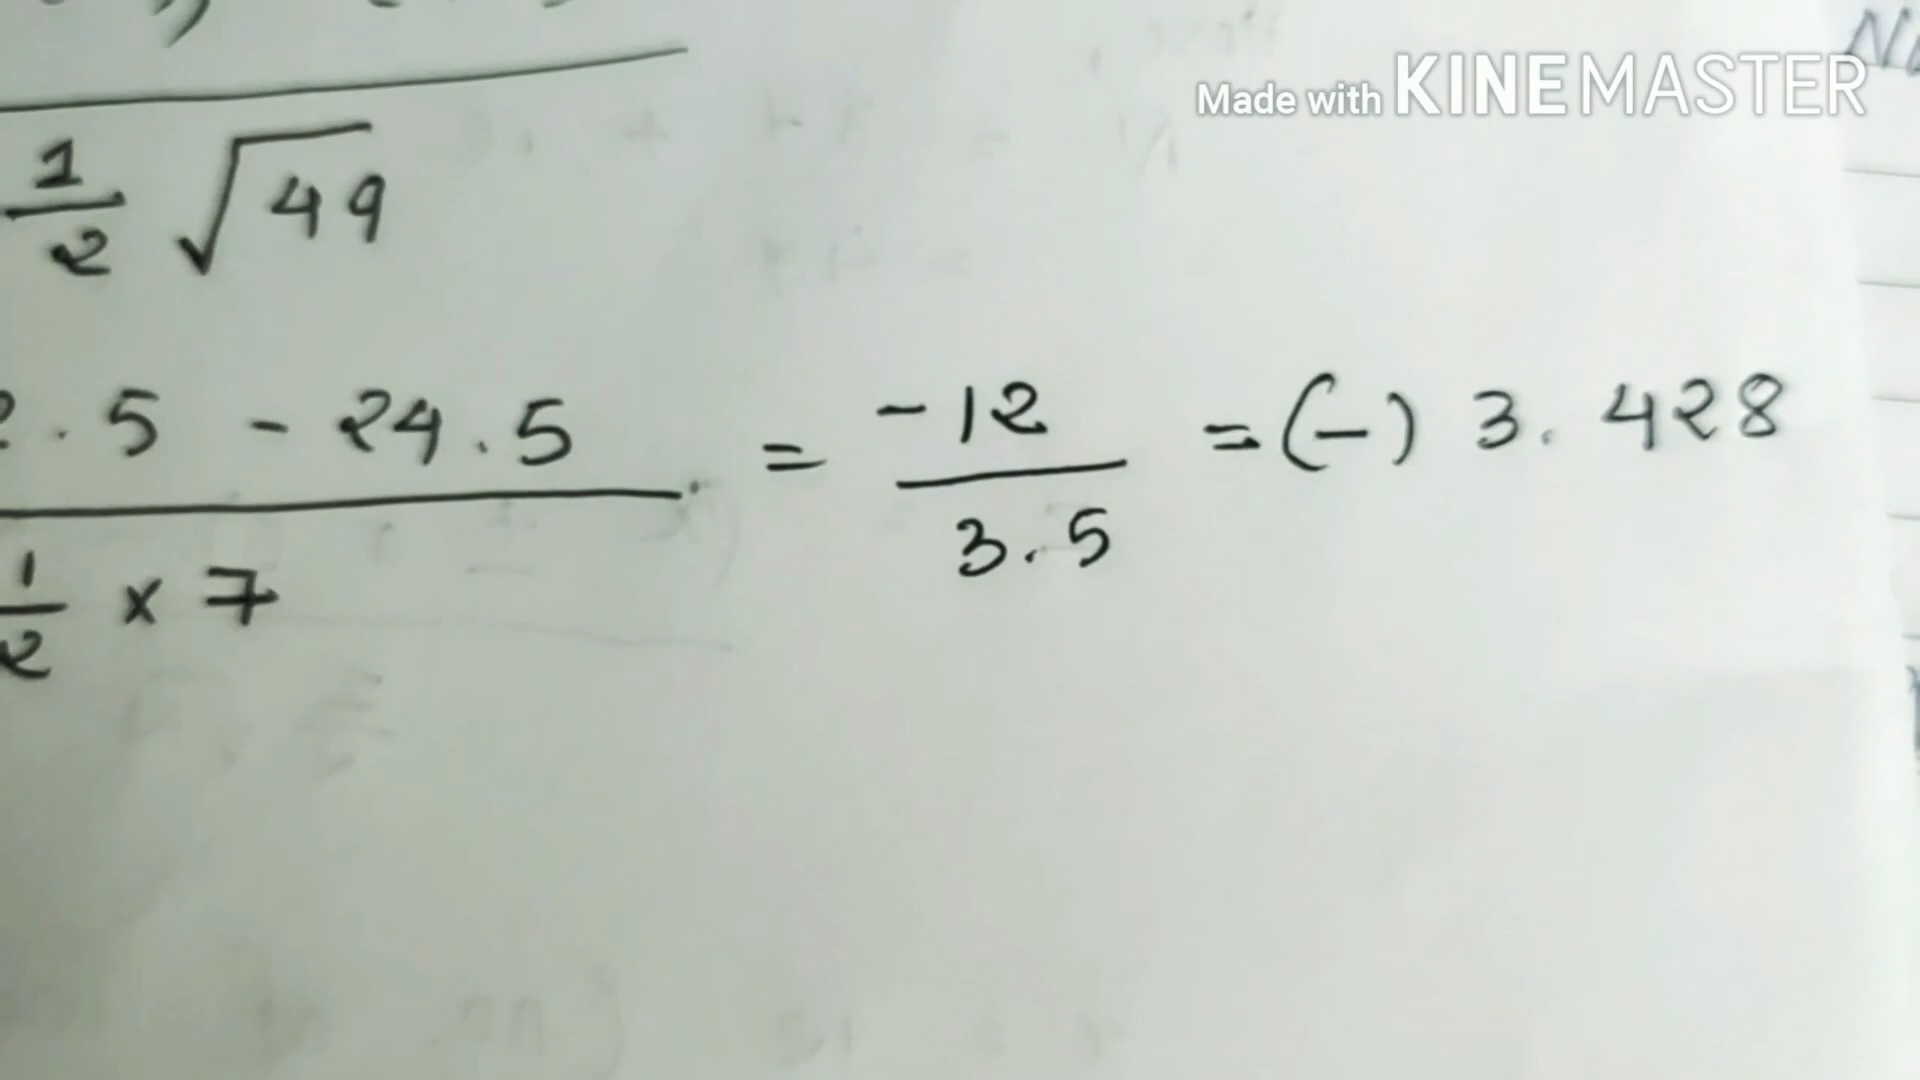 Made with KINEMASTER
1/2 √49
.5 - 24.5 = -12/3.5 = (-) 3.428
1/2 × 7